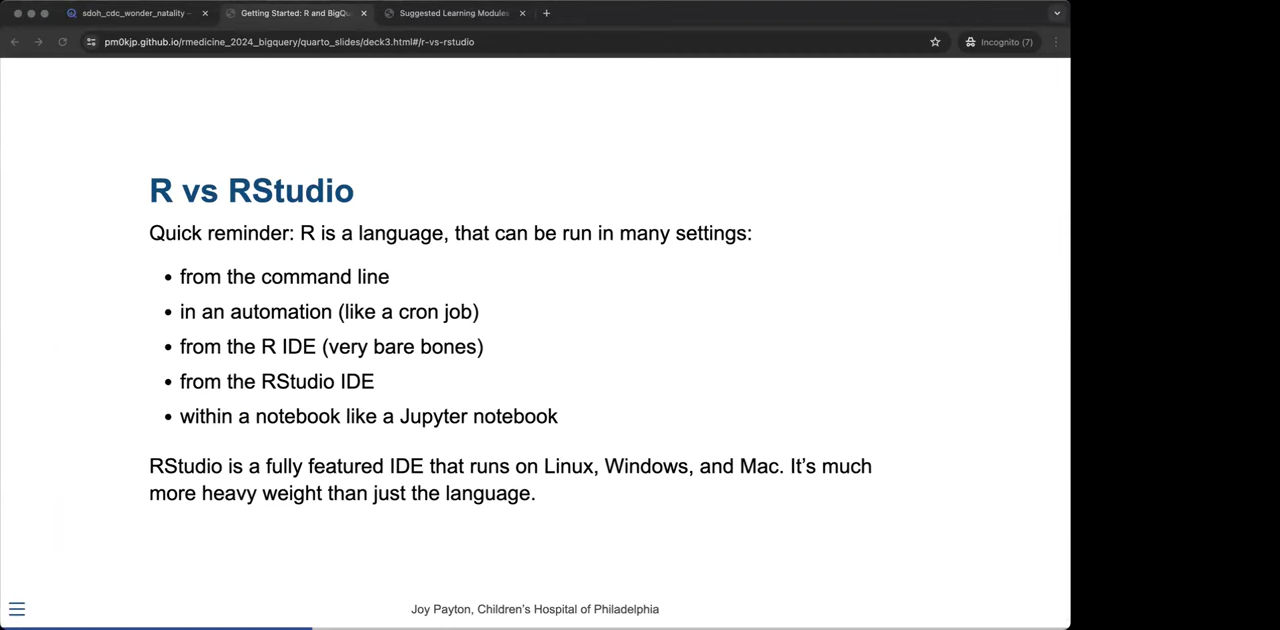 sdoh_cdc_wonder_natality –
Getting Started: R and BigQu
Suggested Learning Modules
pm0kjp.github.io/rmedicine_2024_bigquery/quarto_slides/deck3.html#/r-vs-rstudio
Incognito (7)
R vs RStudio
Quick reminder: R is a language, that can be run in many settings:
• from the command line
• in an automation (like a cron job)
• from the R IDE (very bare bones)
• from the RStudio IDE
• within a notebook like a Jupyter notebook
RStudio is a fully featured IDE that runs on Linux, Windows, and Mac. It’s much
more heavy weight than just the language.
Joy Payton, Children’s Hospital of Philadelphia